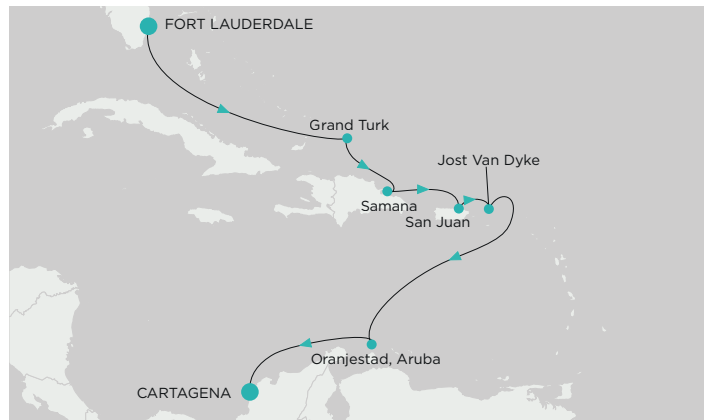 FORT LAUDERDALE
Grand Turk
Jost Van Dyke
Samana
San Juan
Oranjestad, Aruba
CARTAGENA